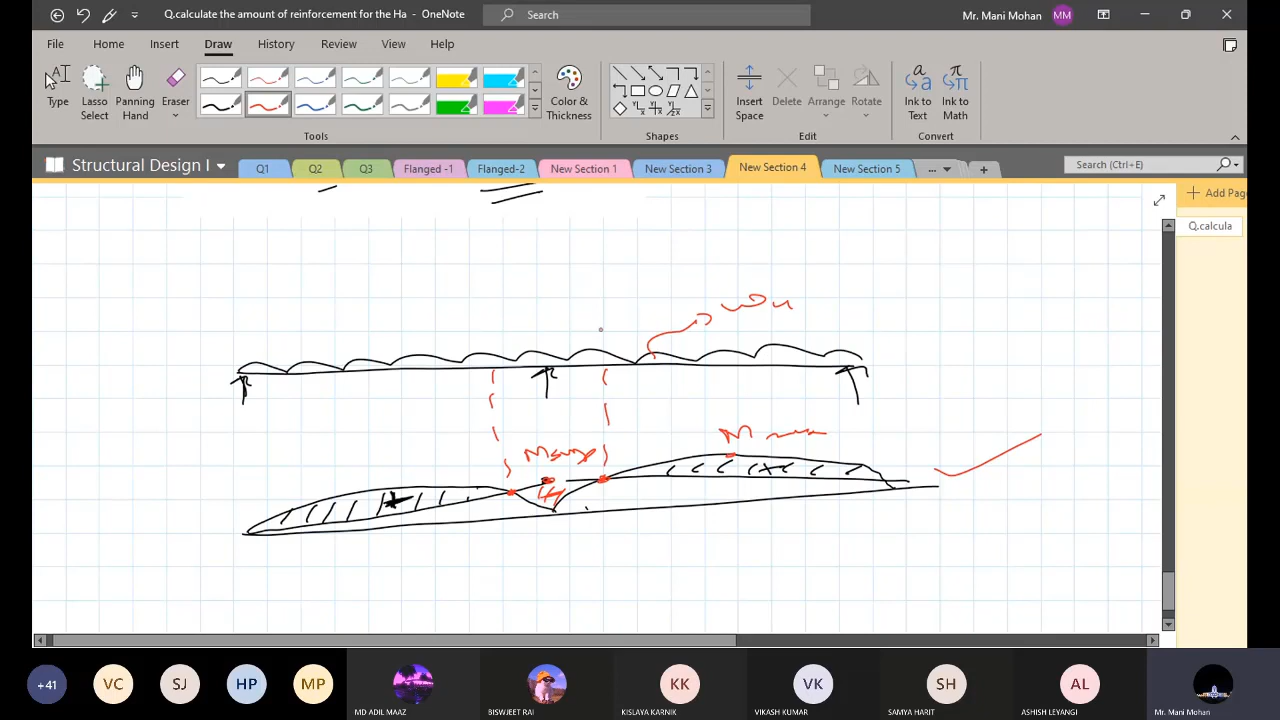 Q.calculate the amount of reinforcement for the Ha - OneNote
Search
Mr. Mani Mohan
MM
File Home Insert Draw History Review View Help
Type
Lasso Select
Panning Hand
Eraser
Color & Thickness
Insert Space
Delete
Arrange
Rotate
Ink to Text
Ink to Math
Tools
Shapes
Edit
Convert
Structural Design I
Q1 Q2 Q3 Flanged -1 Flanged-2 New Section 1 New Section 3 New Section 4 New Section 5 ...
Search (Ctrl+E)
Add Page
Q.calcula
wu
+41 VC SJ HP MP KK VK SH AL
MD ADIL MAAZ BISWJEET RAI KISLAYA KARNIK VIKASH KUMAR SAMYA HARIT ASHISH LEYANGI Mr. Mani Mohan